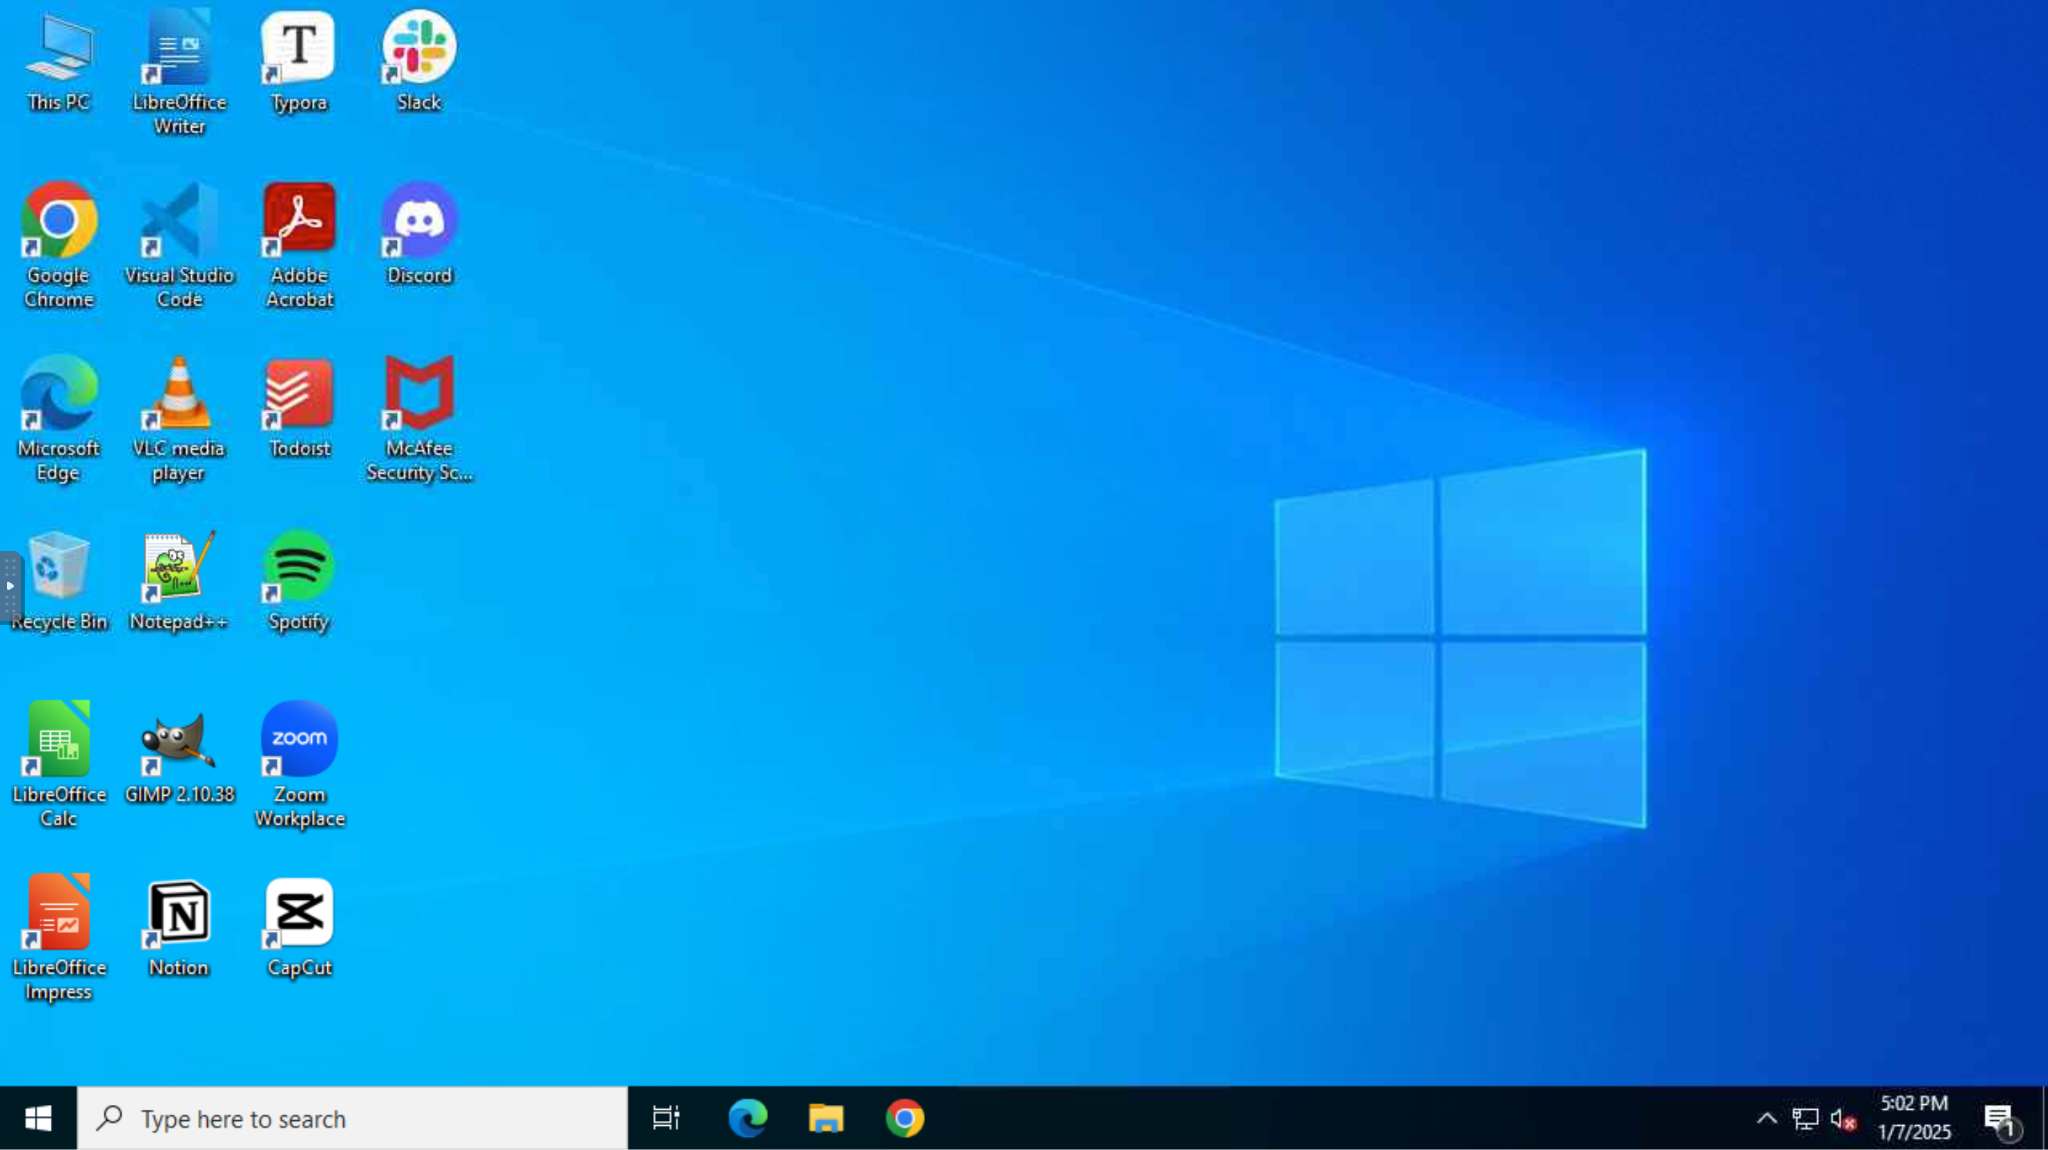 This PC
LibreOffice
Writer
Typora
Slack
Google
Chrome
Visual Studio
Code
Adobe
Acrobat
Discord
Microsoft
Edge
VLC media
player
Todoist
McAfee
Security Sc...
Recycle Bin
Notepad++
Spotify
LibreOffice
Calc
GIMP 2.10.38
zoom
Zoom
Workplace
LibreOffice
Impress
Notion
CapCut
Type here to search
5:02 PM
1/7/2025
1